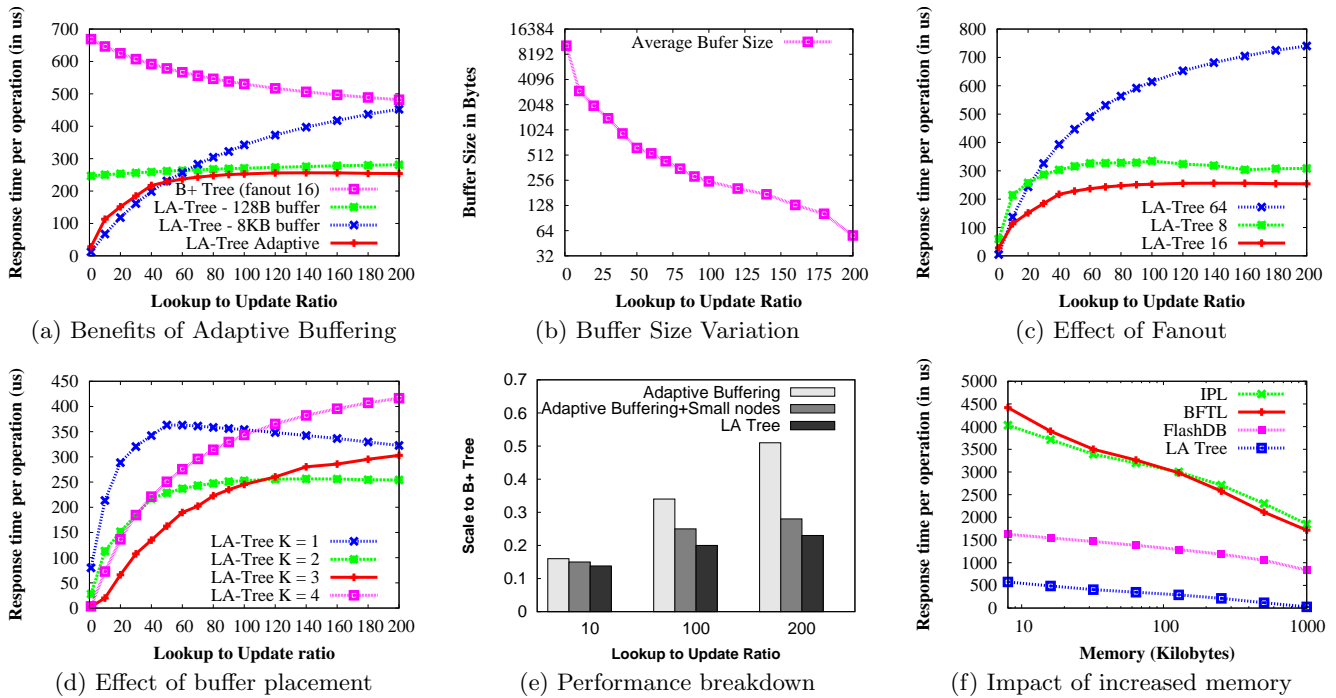 Response time per operation (in us)
700
600
500
400
300
200
100
0
B+ Tree (fanout 16)
LA-Tree - 128B buffer
LA-Tree - 8KB buffer
LA-Tree Adaptive
0 20 40 60 80 100 120 140 160 180 200
Lookup to Update Ratio
(a) Benefits of Adaptive Buffering
Buffer Size in Bytes
16384
8192
4096
2048
1024
512
256
128
64
32
Average Bufer Size
0 25 50 75 100 125 150 175 200
Lookup to Update Ratio
(b) Buffer Size Variation
Response time per operation (in us)
800
700
600
500
400
300
200
100
0
LA-Tree 64
LA-Tree 8
LA-Tree 16
0 20 40 60 80 100 120 140 160 180 200
Lookup to Update Ratio
(c) Effect of Fanout
Response time per operation (us)
450
400
350
300
250
200
150
100
50
0
LA-Tree K = 1
LA-Tree K = 2
LA-Tree K = 3
LA-Tree K = 4
0 20 40 60 80 100 120 140 160 180 200
Lookup to Update ratio
(d) Effect of buffer placement
Scale to B+ Tree
0.7
0.6
0.5
0.4
0.3
0.2
0.1
0
Adaptive Buffering
Adaptive Buffering+Small nodes
LA Tree
10 100 200
Lookup to Update Ratio
(e) Performance breakdown
Response time per operation (in us)
5000
4500
4000
3500
3000
2500
2000
1500
1000
500
0
IPL
BFTL
FlashDB
LA Tree
10 100 1000
Memory (Kilobytes)
(f) Impact of increased memory